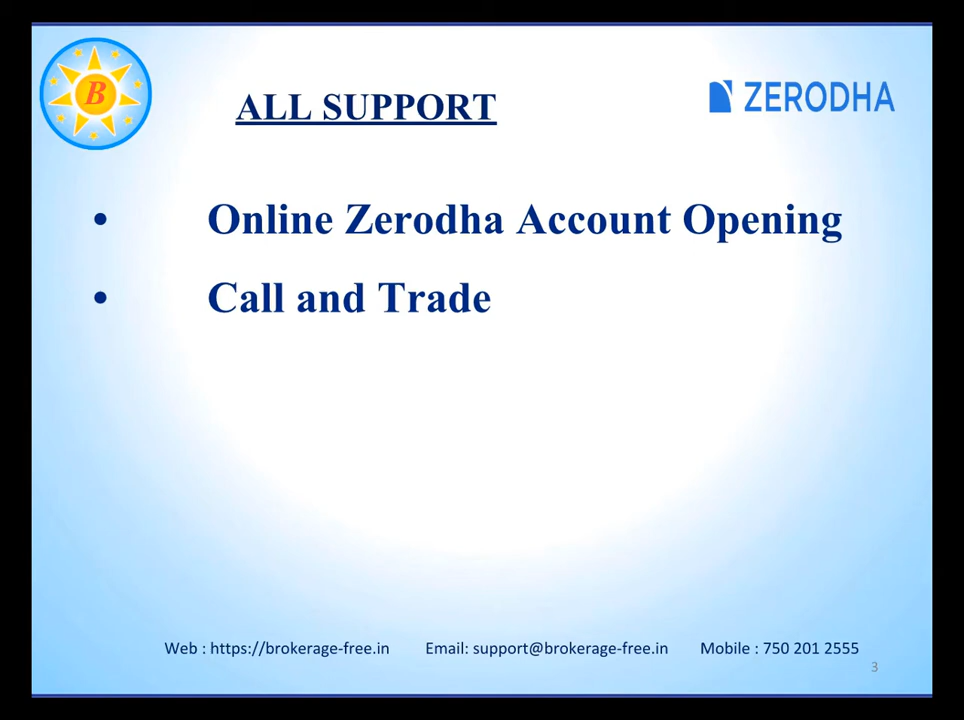 B
ALL SUPPORT
ZERODHA
• Online Zerodha Account Opening
• Call and Trade
Web : https://brokerage-free.in Email: support@brokerage-free.in Mobile : 750 201 2555
3